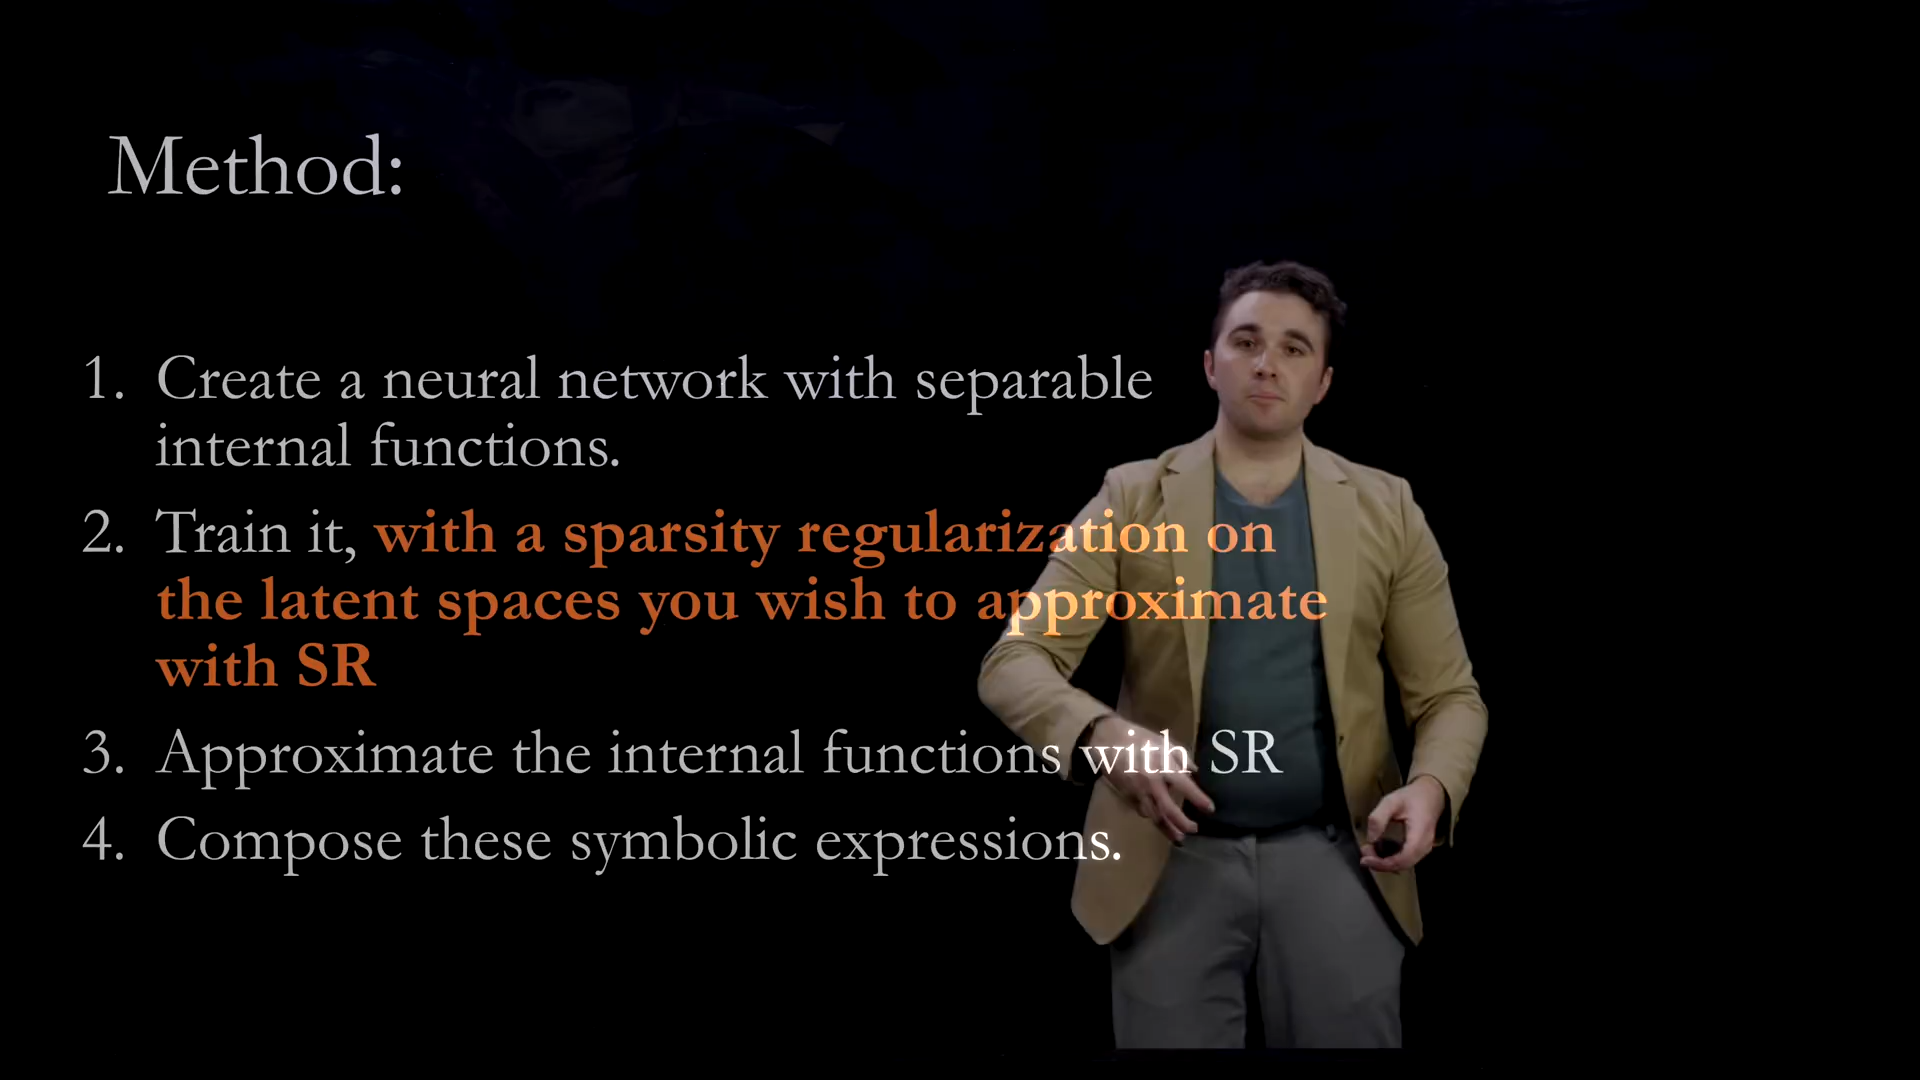 Method:
1. Create a neural network with separable
internal functions.
2. Train it, with a sparsity regularization on
the latent spaces you wish to approximate
with SR
3. Approximate the internal functions with SR
4. Compose these symbolic expressions.